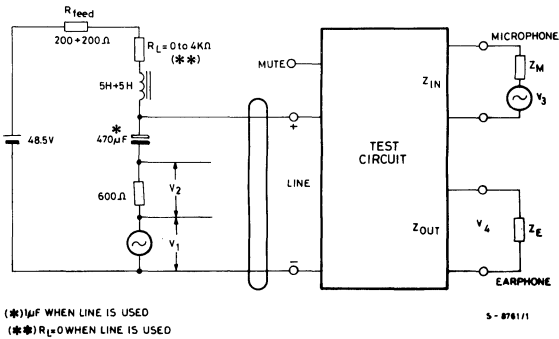 Rfeed
200+200Ω
RL=0 to 4KΩ
(**)
5H+5H
*
470μF
48.5V
600Ω
V2
V1
MUTE
+
LINE
−
TEST
CIRCUIT
ZIN
ZOUT
MICROPHONE
ZM
V3
V4
ZE
EARPHONE
(*)1μF WHEN LINE IS USED
(**) RL=0 WHEN LINE IS USED
S-8761/1